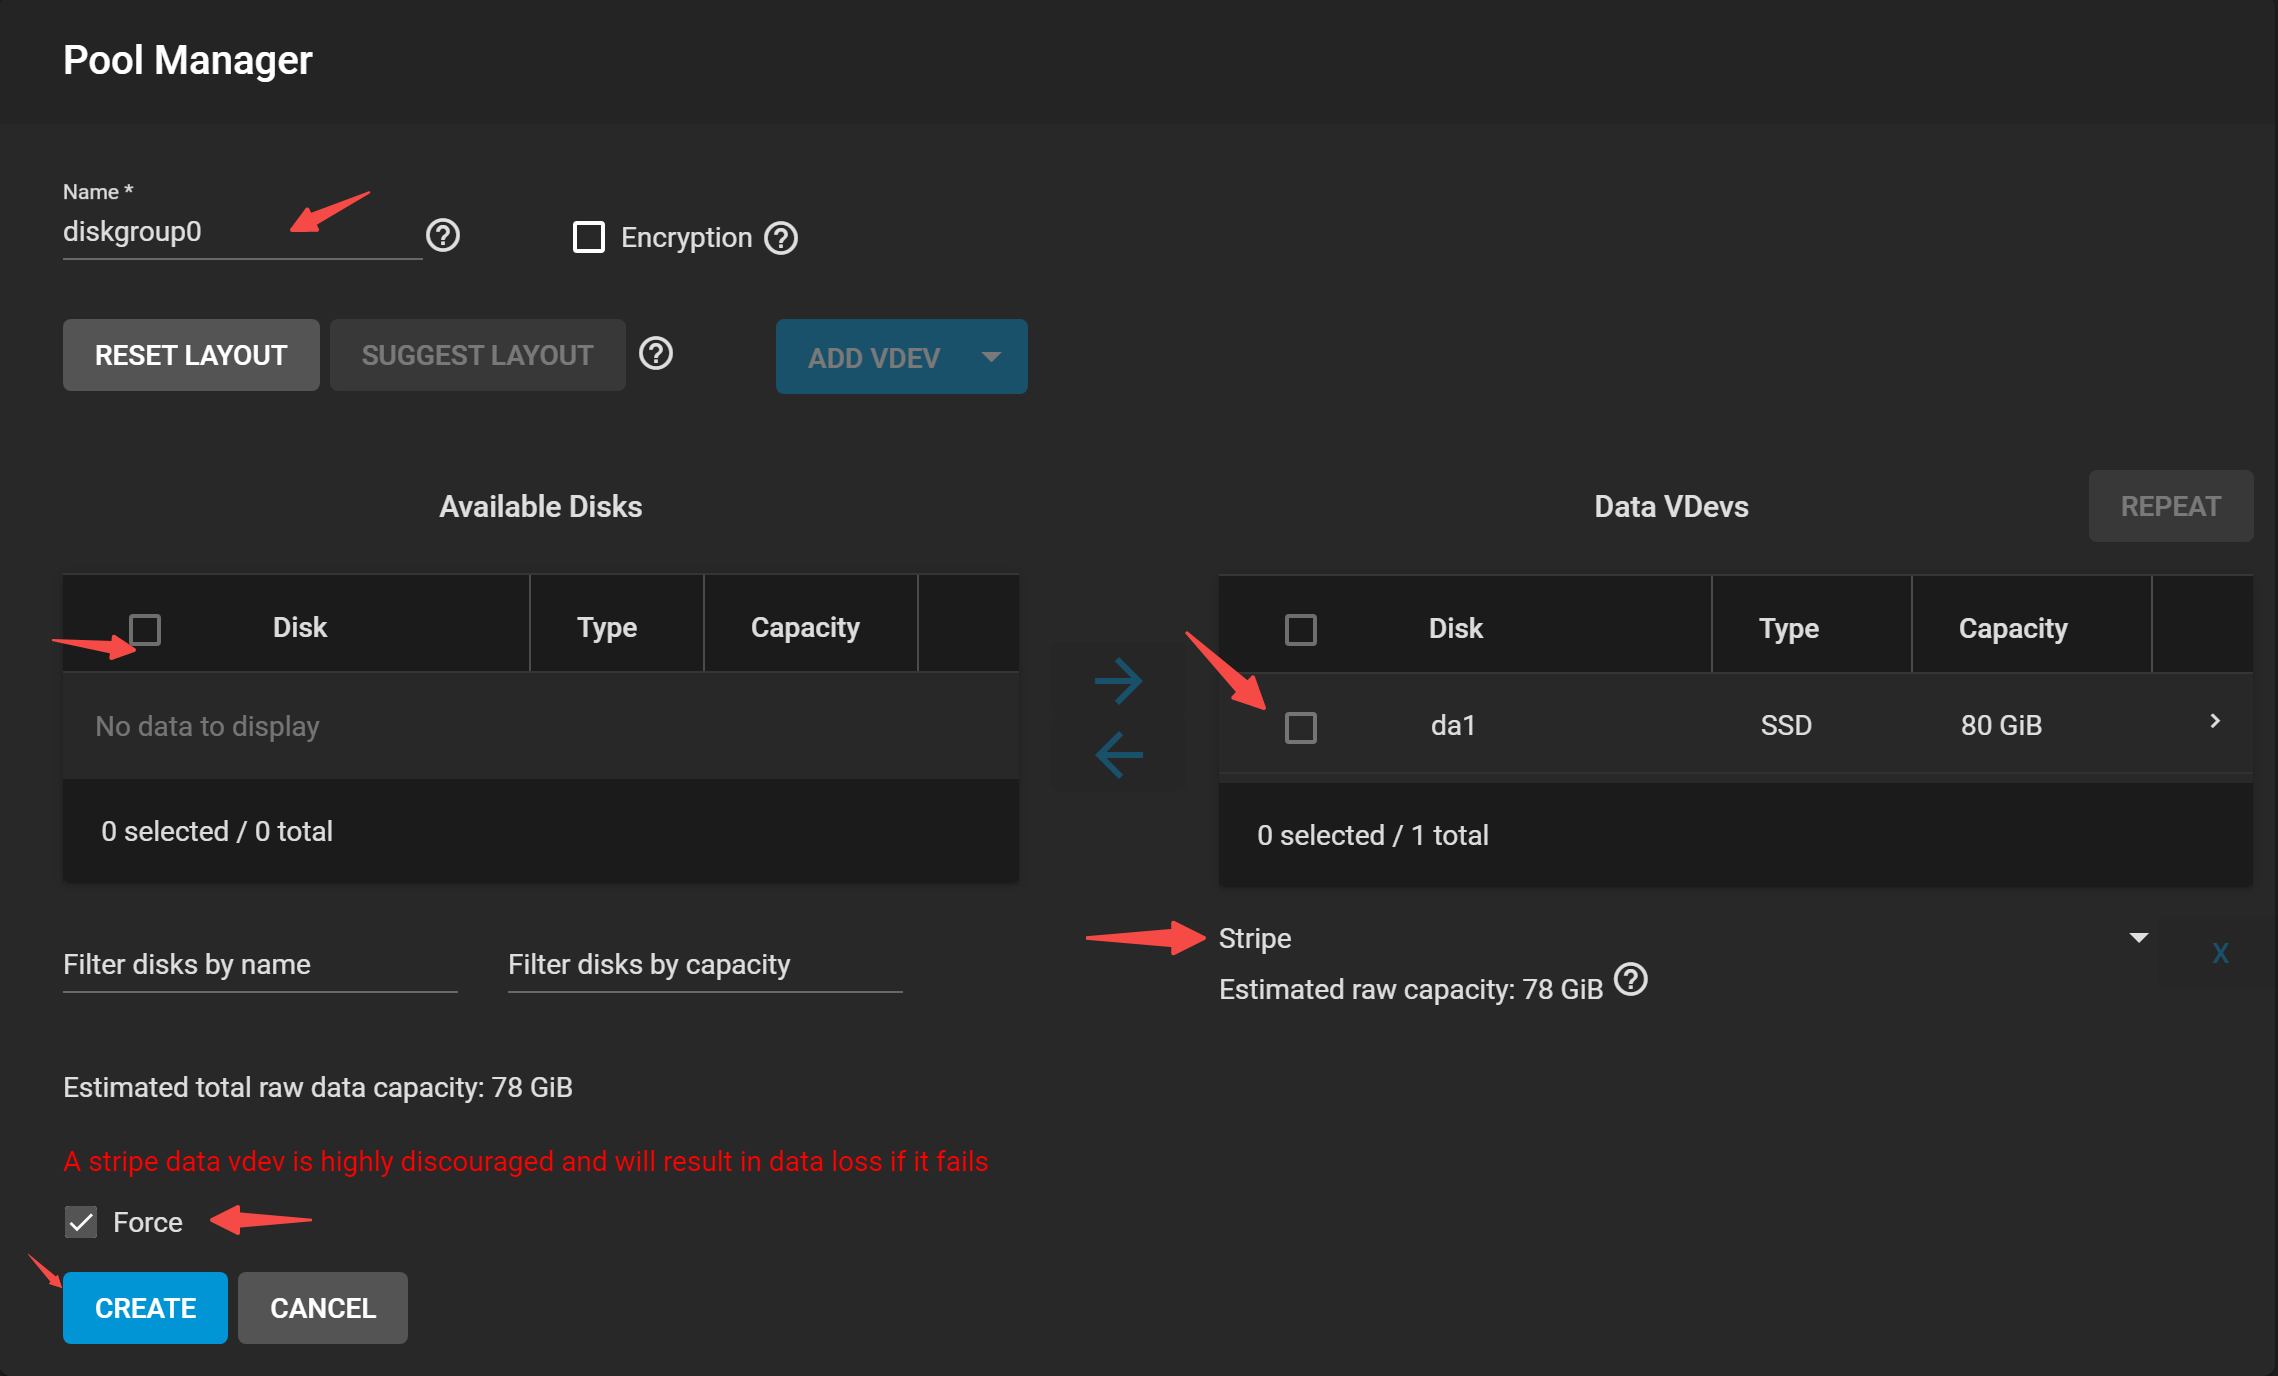 Pool Manager
Name *
diskgroup0
Encryption
RESET LAYOUT SUGGEST LAYOUT ADD VDEV
Available Disks
Disk Type Capacity
No data to display
0 selected / 0 total
Filter disks by name Filter disks by capacity
Data VDevs REPEAT
Disk Type Capacity
da1 SSD 80 GiB
0 selected / 1 total
Stripe X
Estimated raw capacity: 78 GiB
Estimated total raw data capacity: 78 GiB
A stripe data vdev is highly discouraged and will result in data loss if it fails
Force
CREATE CANCEL